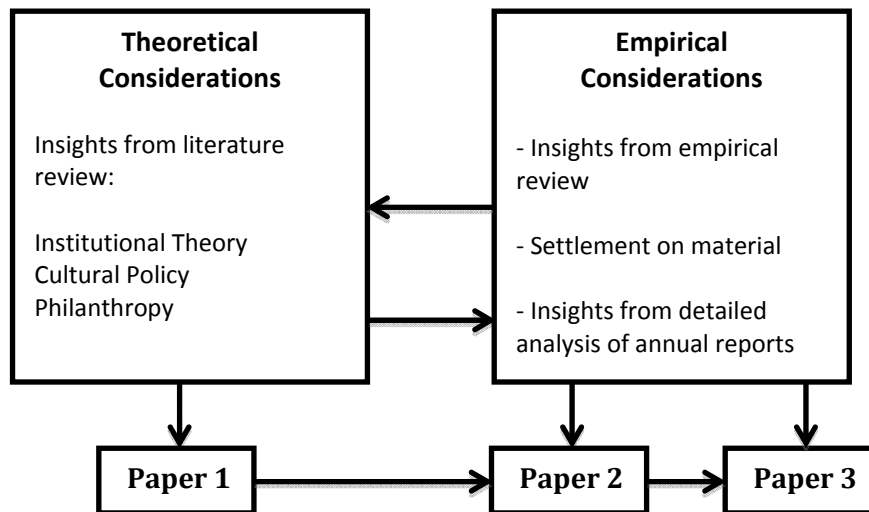 Theoretical
Considerations
Insights from literature
review:
Institutional Theory
Cultural Policy
Philanthropy
Empirical
Considerations
- Insights from empirical
review
- Settlement on material
- Insights from detailed
analysis of annual reports
Paper 1
Paper 2
Paper 3